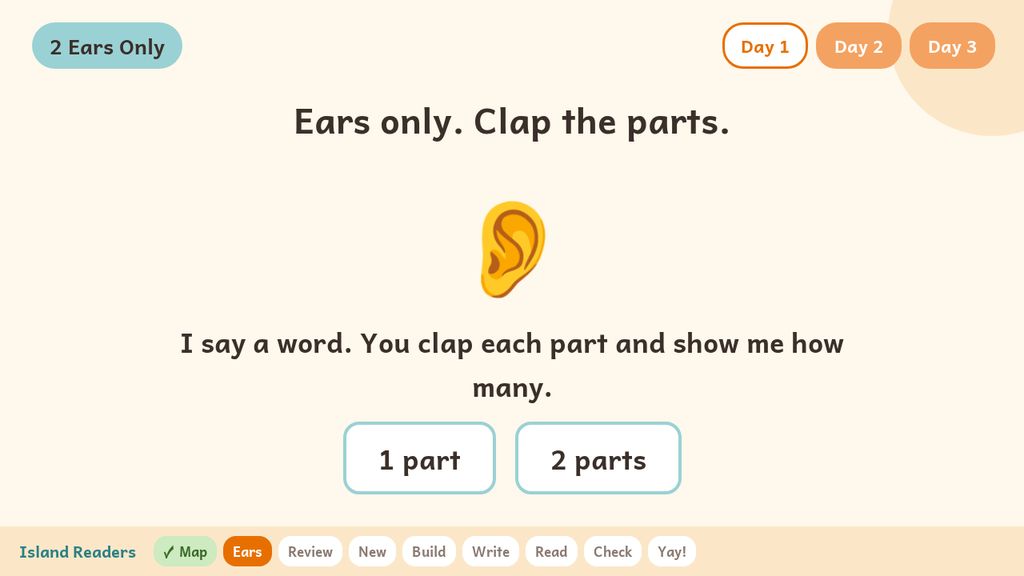 2 Ears Only
Day 1
Day 2
Day 3
Ears only. Clap the parts.
I say a word. You clap each part and show me how
many.
1 part
2 parts
Island Readers
✓ Map
Ears
Review
New
Build
Write
Read
Check
Yay!